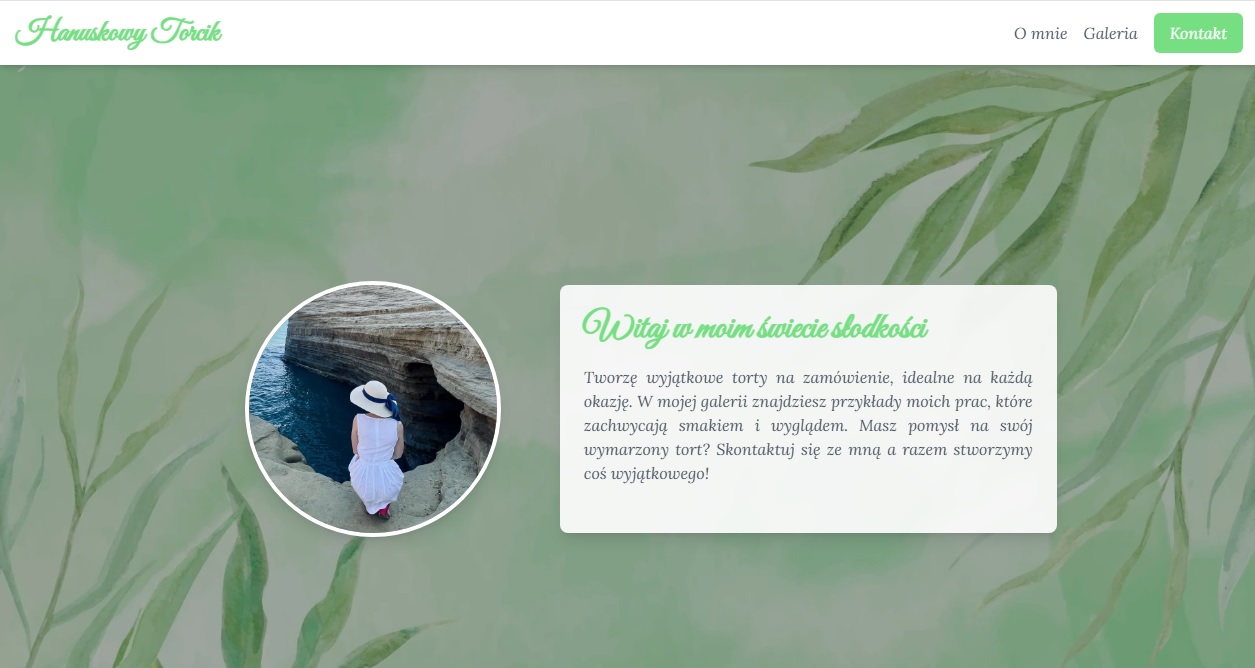 Hanuskowy Torcik
O mnie Galeria Kontakt
Witaj w moim świecie słodkości
Tworzę wyjątkowe torty na zamówienie, idealne na każdą
okazję. W mojej galerii znajdziesz przykłady moich prac, które
zachwycają smakiem i wyglądem. Masz pomysł na swój
wymarzony tort? Skontaktuj się ze mną a razem stworzymy
coś wyjątkowego!